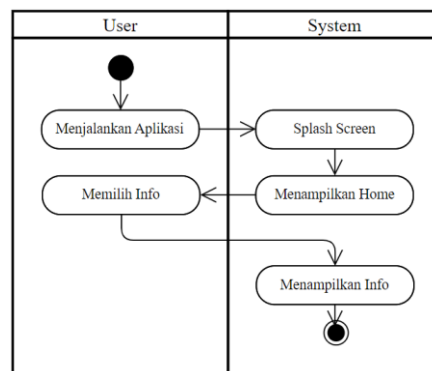 User
System
Menjalankan Aplikasi
Splash Screen
Memilih Info
Menampilkan Home
Menampilkan Info